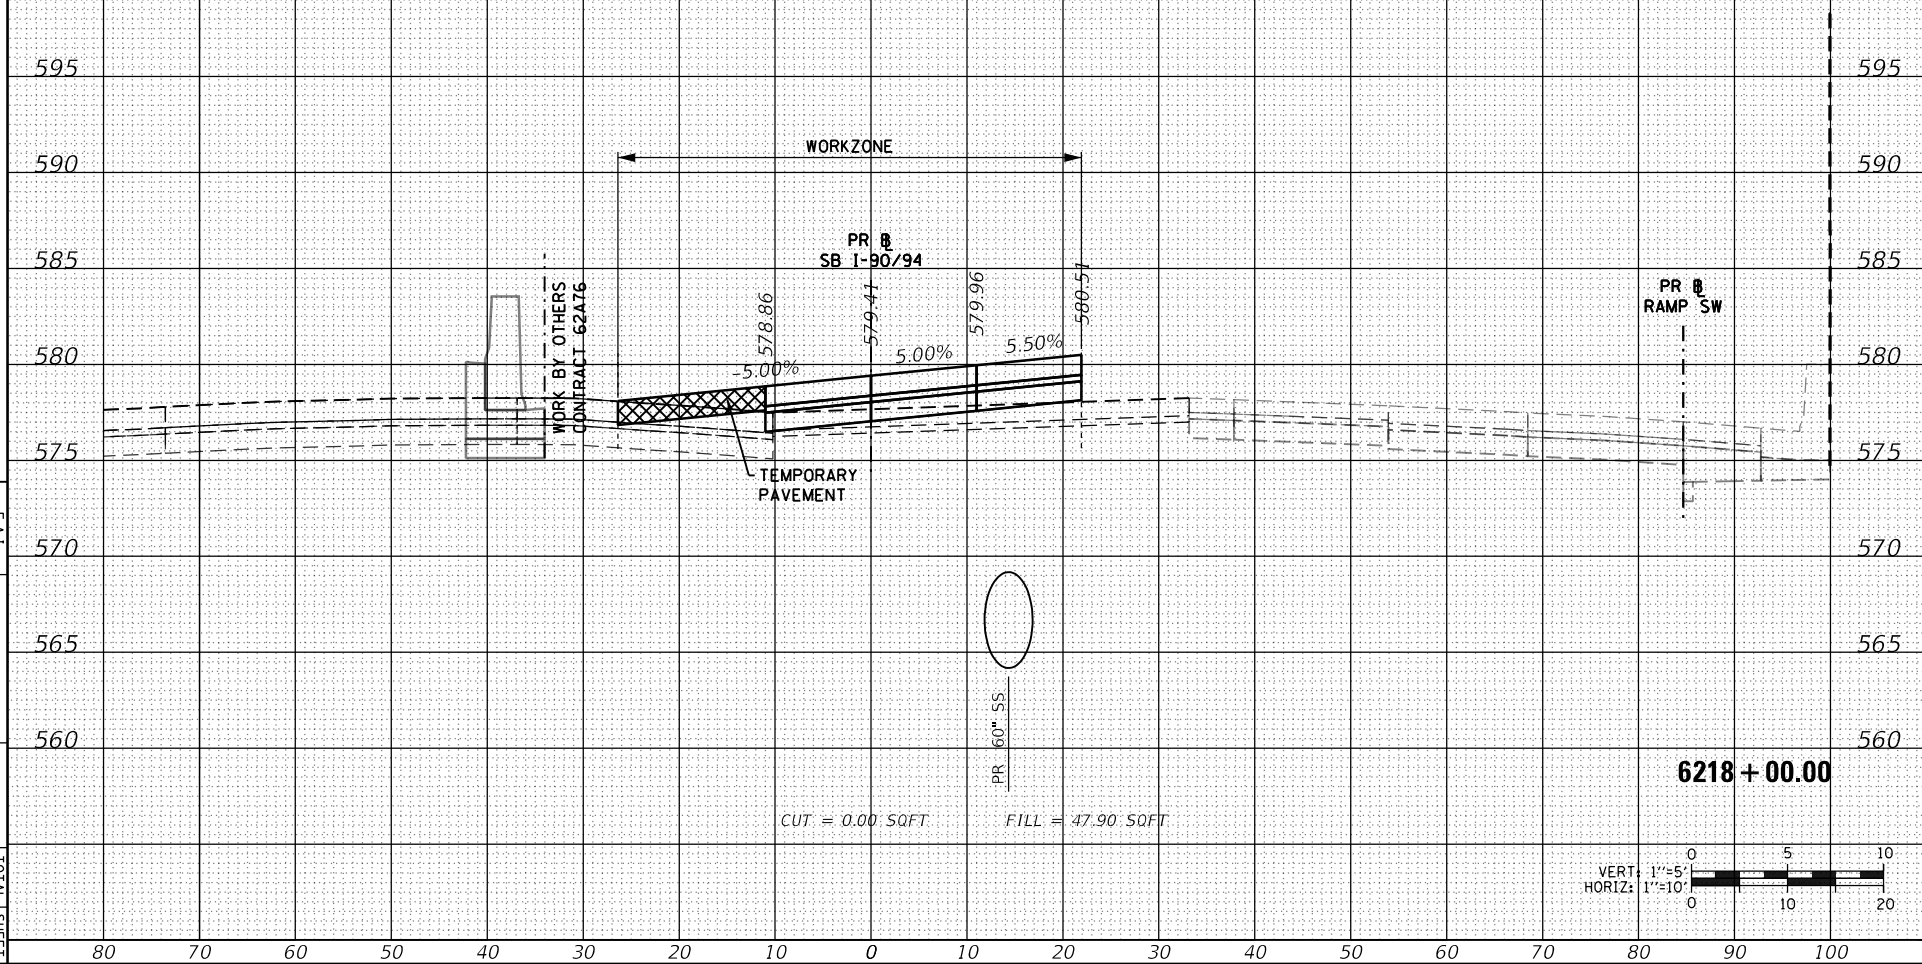 595
595
WORKZONE
590
590
PR BL
SB I-90/94
585
585
PR BL
RAMP SW
WORK BY OTHERS
CONTRACT 62A76
578.86
579.41
579.96
580.51
580
580
-5.00%
5.00%
5.50%
575
575
TEMPORARY
PAVEMENT
570
570
565
565
PR 60" SS
560
560
6218+00.00
CUT = 0.00 SQFT FILL = 47.90 SQFT
0 5 10
VERT: 1"=5'
HORIZ: 1"=10'
0 10 20
80 70 60 50 40 30 20 10 0 10 20 30 40 50 60 70 80 90 100